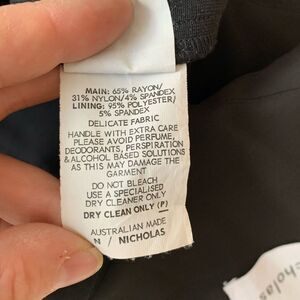 MAIN: 65% RAYON/
31% NYLON/4% SPANDEX
LINING: 95% POLYESTER/
5% SPANDEX
DELICATE FABRIC
HANDLE WITH EXTRA CARE
PLEASE AVOID PERFUME,
DEODORANTS, PERSPIRATION
& ALCOHOL BASED SOLUTIONS
AS THIS MAY DAMAGE THE
GARMENT
DO NOT BLEACH
USE A SPECIALISED
DRY CLEANER ONLY
DRY CLEAN ONLY (P)
AUSTRALIAN MADE
N / NICHOLAS
icholas